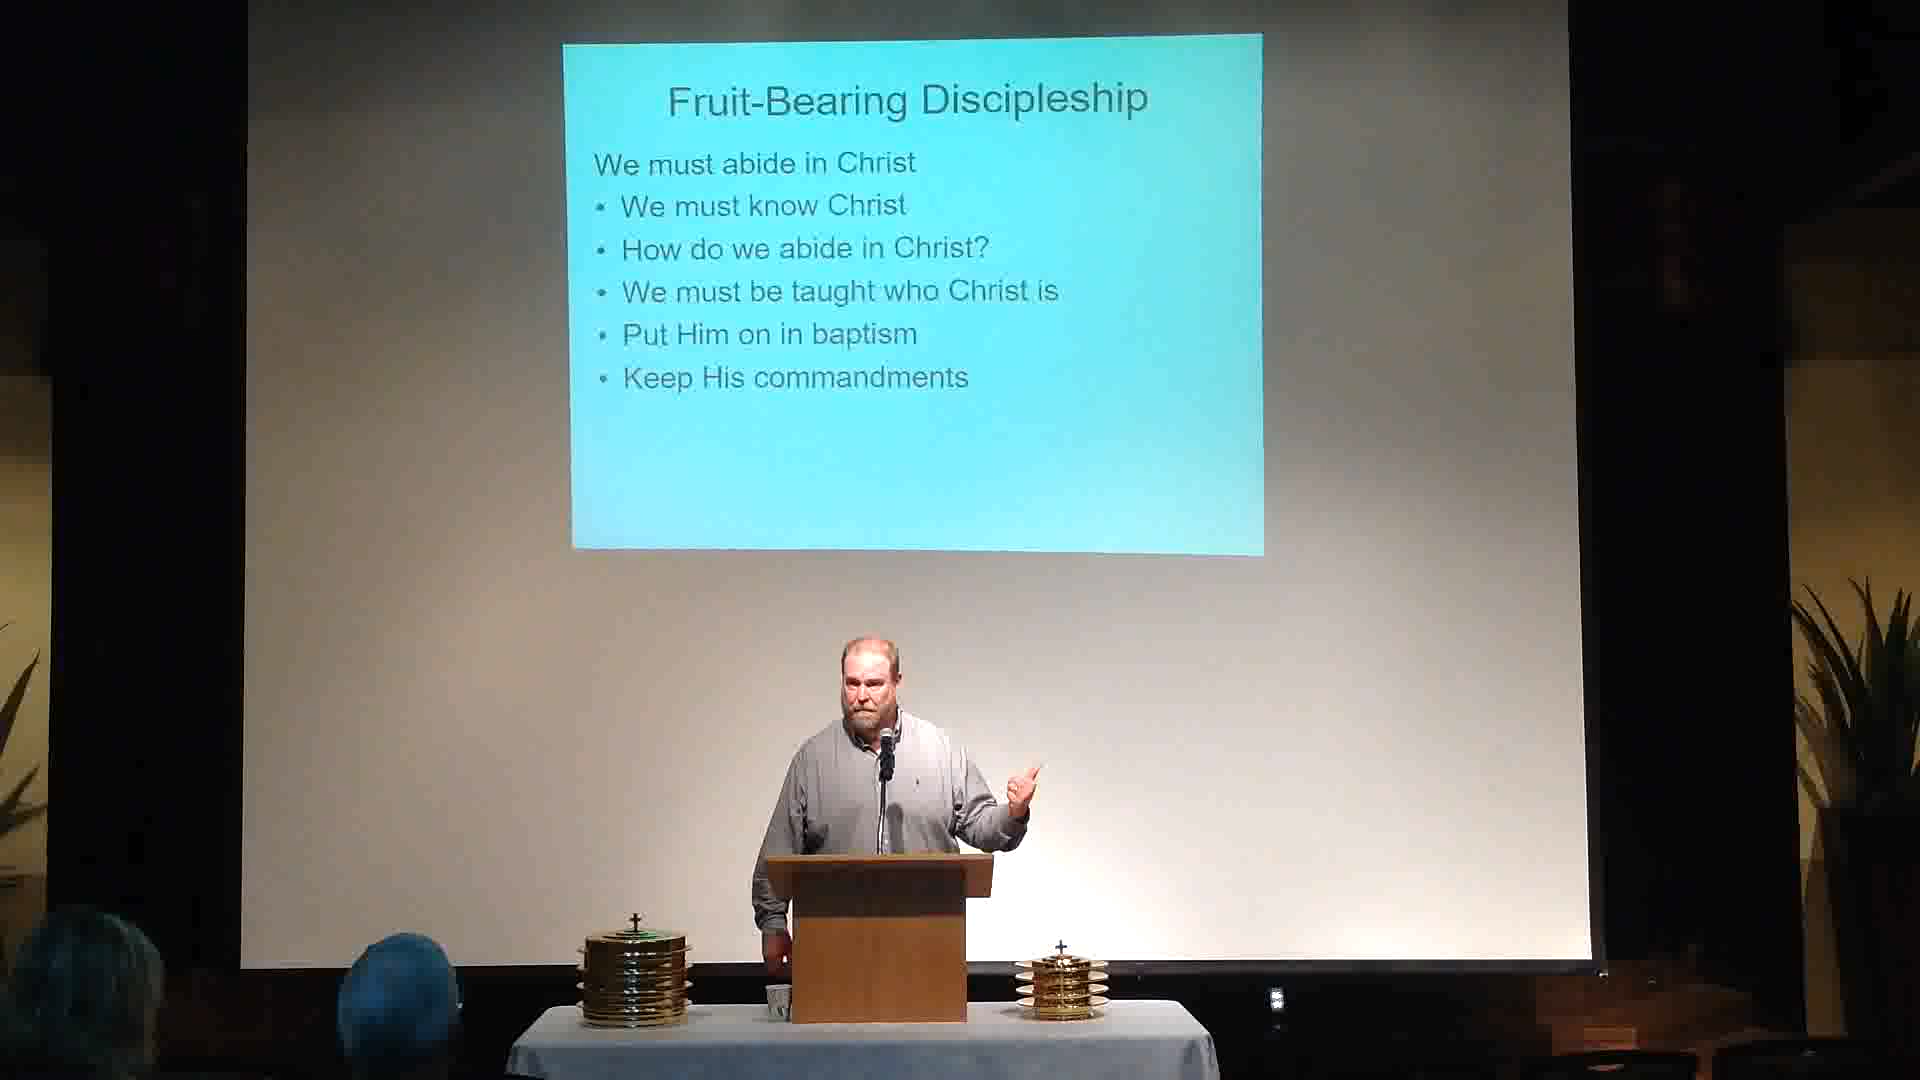 Fruit-Bearing Discipleship
We must abide in Christ
• We must know Christ
• How do we abide in Christ?
• We must be taught who Christ is
• Put Him on in baptism
• Keep His commandments